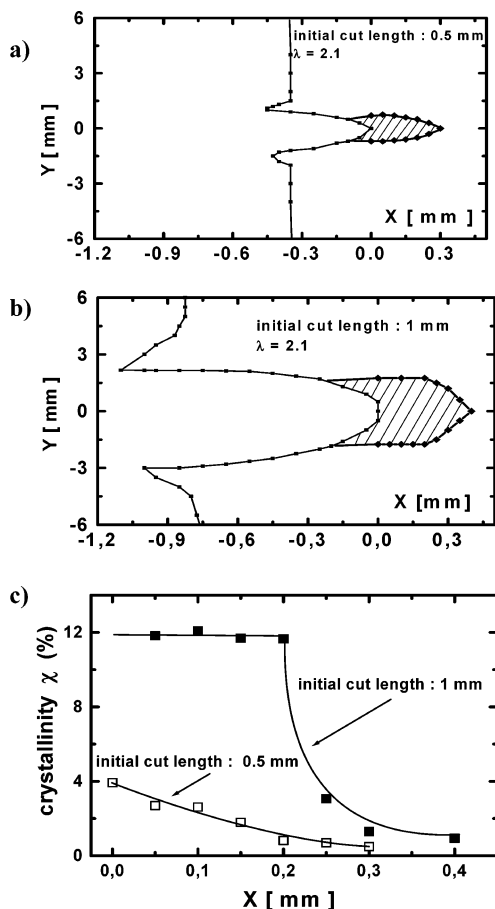 a)
6
3
0
-3
-6
Y [ mm ]
initial cut length : 0.5 mm
λ = 2.1
X [ mm ]
-1.2 -0.9 -0.6 -0.3 0.0 0.3
b)
6
3
0
-3
-6
Y [ mm ]
initial cut length : 1 mm
λ = 2.1
X [mm ]
-1,2 -0,9 -0,6 -0,3 0,0 0,3
c)
12
8
4
0
crystallinity χ (%)
initial cut length : 1 mm
initial cut length : 0.5 mm
0,0 0,1 0,2 0,3 0,4
X [ mm ]